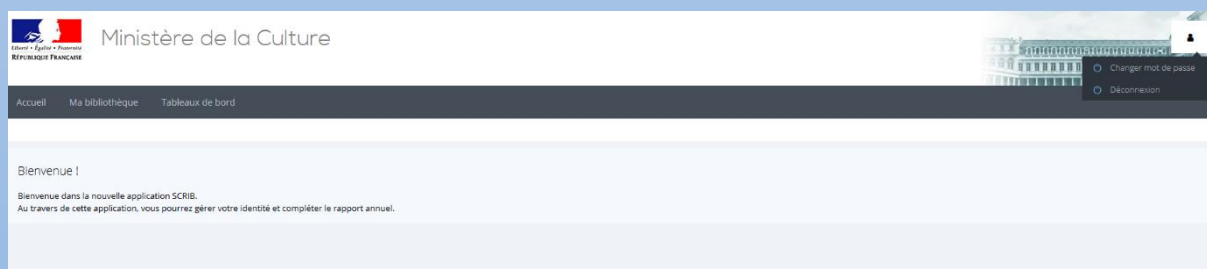 Liberté • Égalité • Fraternité
RÉPUBLIQUE FRANÇAISE
Ministère de la Culture
Changer mot de passe
Déconnexion
Accueil Ma bibliothèque Tableaux de bord
Bienvenue !
Bienvenue dans la nouvelle application SCRIB.
Au travers de cette application, vous pourrez gérer votre identité et compléter le rapport annuel.